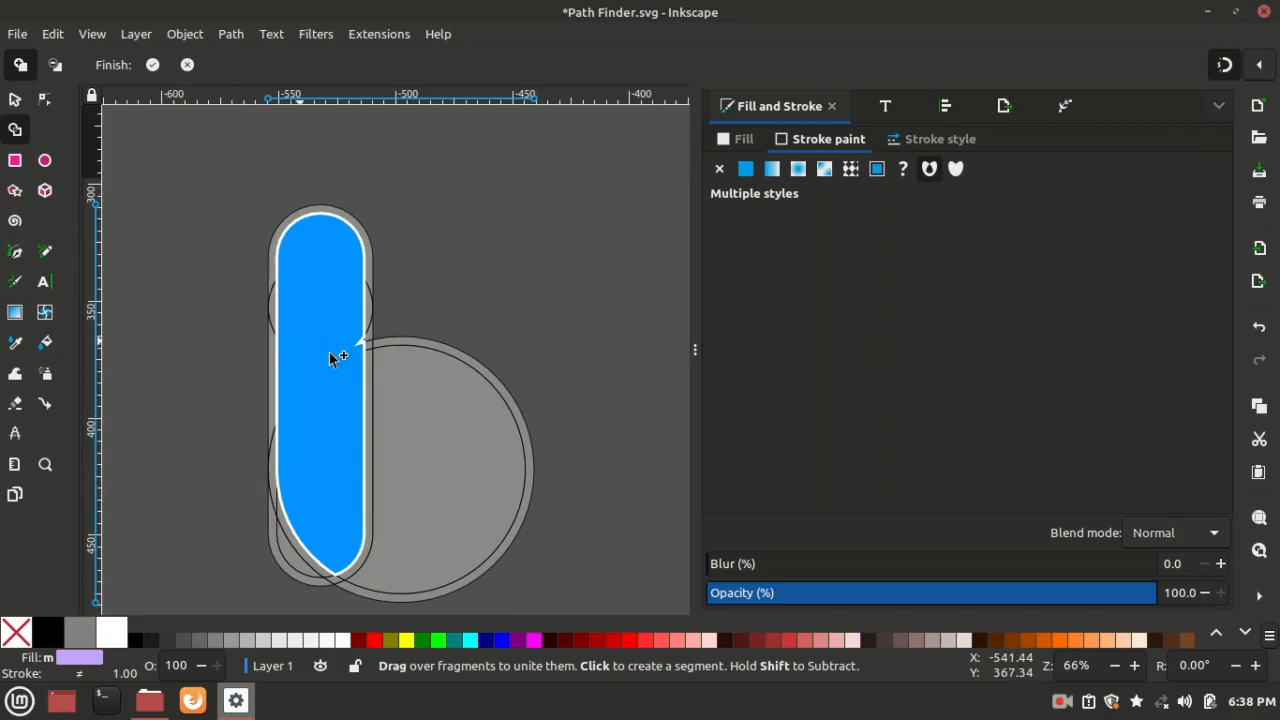 *Path Finder.svg - Inkscape
File Edit View Layer Object Path Text Filters Extensions Help
Finish:
-600 -550 -500 -450 -400
300
350
400
450
Fill and Stroke
Fill Stroke paint Stroke style
Multiple styles
Blend mode: Normal
Blur (%) 0.0
Opacity (%) 100.0
Fill: m
Stroke: ≠ 1.00
O: 100
Layer 1
Drag over fragments to unite them. Click to create a segment. Hold Shift to Subtract.
X: -541.44
Y: 367.34
Z: 66%
R: 0.00°
6:38 PM